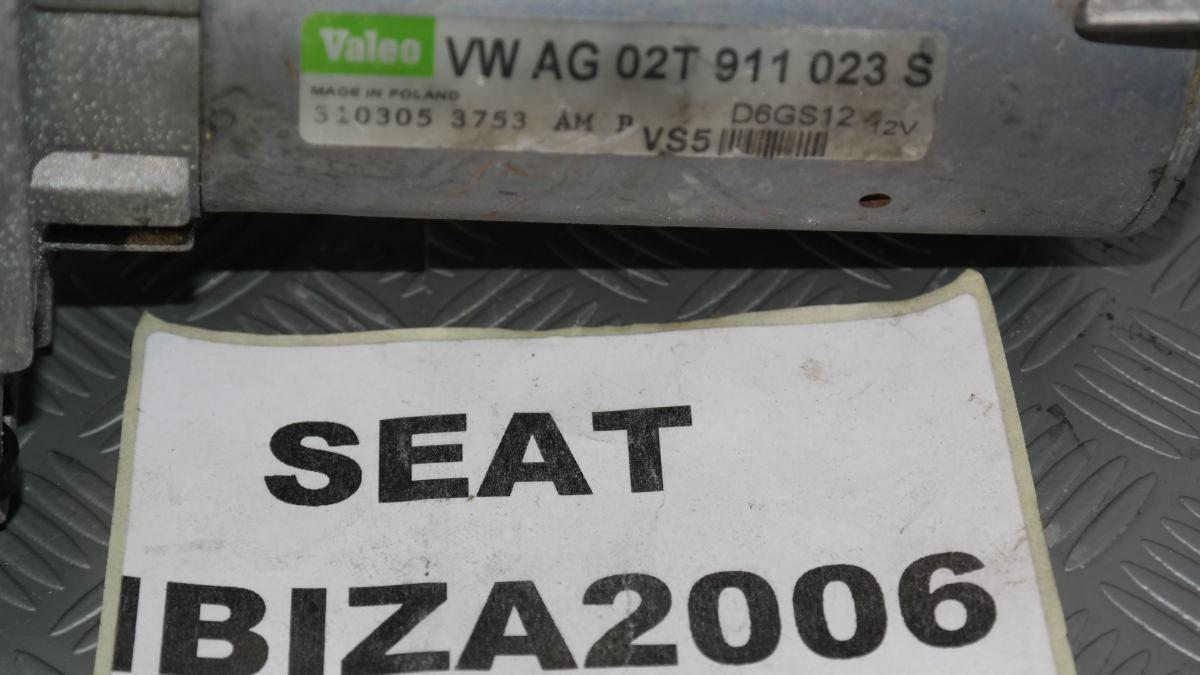 Valeo VW AG 02T 911 023 S
MADE IN POLAND
310305 3753 AM B D6GS12 12V
VS5
SEAT
IBIZA2006